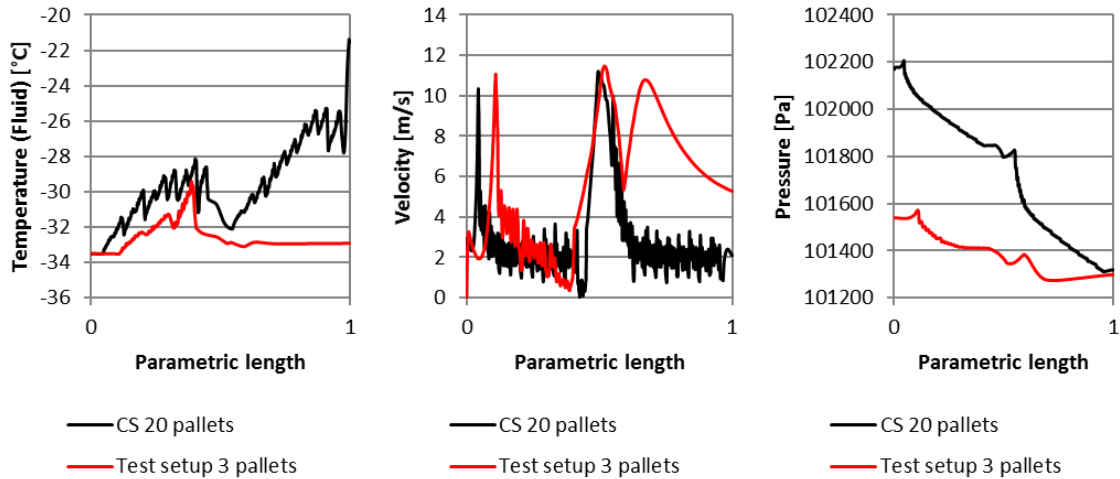 Temperature (Fluid) [°C]
-20
-22
-24
-26
-28
-30
-32
-34
-36
0
1
Parametric length
CS 20 pallets
Test setup 3 pallets
Velocity [m/s]
14
12
10
8
6
4
2
0
0
1
Parametric length
CS 20 pallets
Test setup 3 pallets
Pressure [Pa]
102400
102200
102000
101800
101600
101400
101200
0
1
Parametric length
CS 20 pallets
Test setup 3 pallets